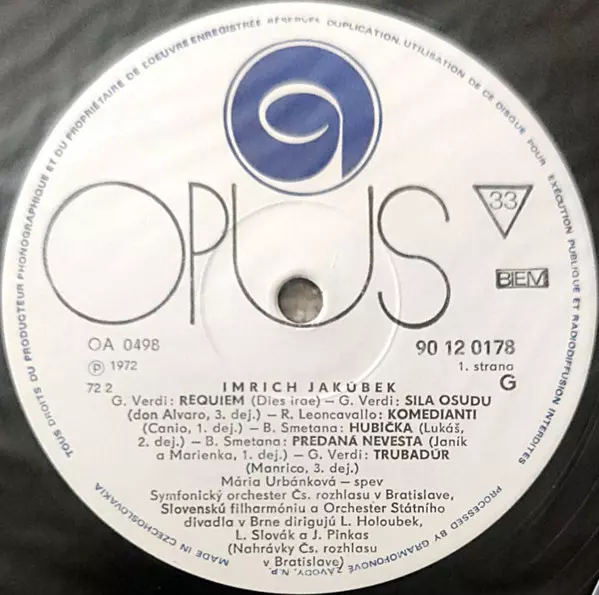 TOUS DROITS DU PRODUCTEUR PHONOGRAPHIQUE ET DU PROPRIÉTAIRE DE L'OEUVRE ENREGISTRÉE RÉSERVÉS DUPLICATION, UTILISATION DE CE DISQUE POUR EXÉCUTION PUBLIQUE ET RADIODIFFUSION INTERDITES
OPUS
33
BIEM
OA 0498
90 12 0178
Ⓟ 1972
1. strana
72 2
G
IMRICH JAKÚBEK
G. Verdi: REQUIEM (Dies irae) – G. Verdi: SILA OSUDU
(don Alvaro, 3. dej.) – R. Leoncavallo: KOMEDIANTI
(Canio, 1. dej.) – B. Smetana: HUBIČKA (Lukáš,
2. dej.) – B. Smetana: PREDANÁ NEVESTA (Janík
a Marienka, 1. dej.) – G. Verdi: TRUBADÚR
(Manrico, 3. dej.)
Mária Urbánková – spev
Symfonický orchester Čs. rozhlasu v Bratislave,
Slovenskú filharmóniu a Orchester Státního
divadla v Brne dirigujú L. Holoubek,
L. Slovák a J. Pinkas
(Nahrávky Čs. rozhlasu
v Bratislave)
MADE IN CZECHOSLOVAKIA
PROCESSED BY GRAMOFONOVÉ ZÁVODY, N.P.